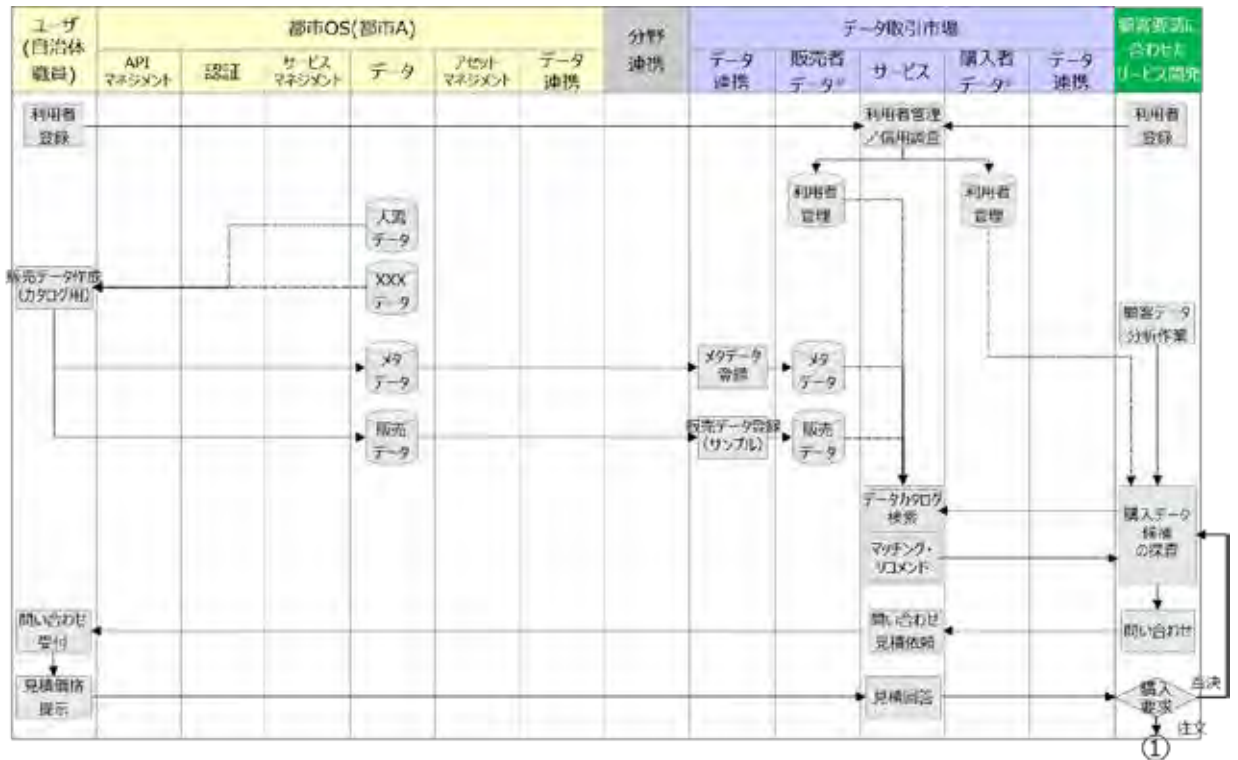 ユーザ
(自治体
職員)
都市OS(都市A)
API
マネジメント
認証
サービス
マネジメント
データ
アセット
マネジメント
データ
連携
分野
連携
データ取引市場
データ
連携
販売者
データ
サービス
購入者
データ
データ
連携
顧客要望に
合わせた
サービス開発
利用者
登録
利用者管理
/信用調査
利用者
登録
利用者
管理
利用者
管理
人流
データ
販売データ作成
(カタログ用)
XXX
データ
顧客データ
分析作業
メタ
データ
メタデータ
登録
メタ
データ
販売
データ
販売データ登録
(サンプル)
販売
データ
データカタログ
検索
マッチング・
リコメンド
購入データ
候補
の探査
問い合わせ
受付
問い合わせ
見積依頼
問い合わせ
見積価格
提示
見積回答
購入
要求
否決
注文
①